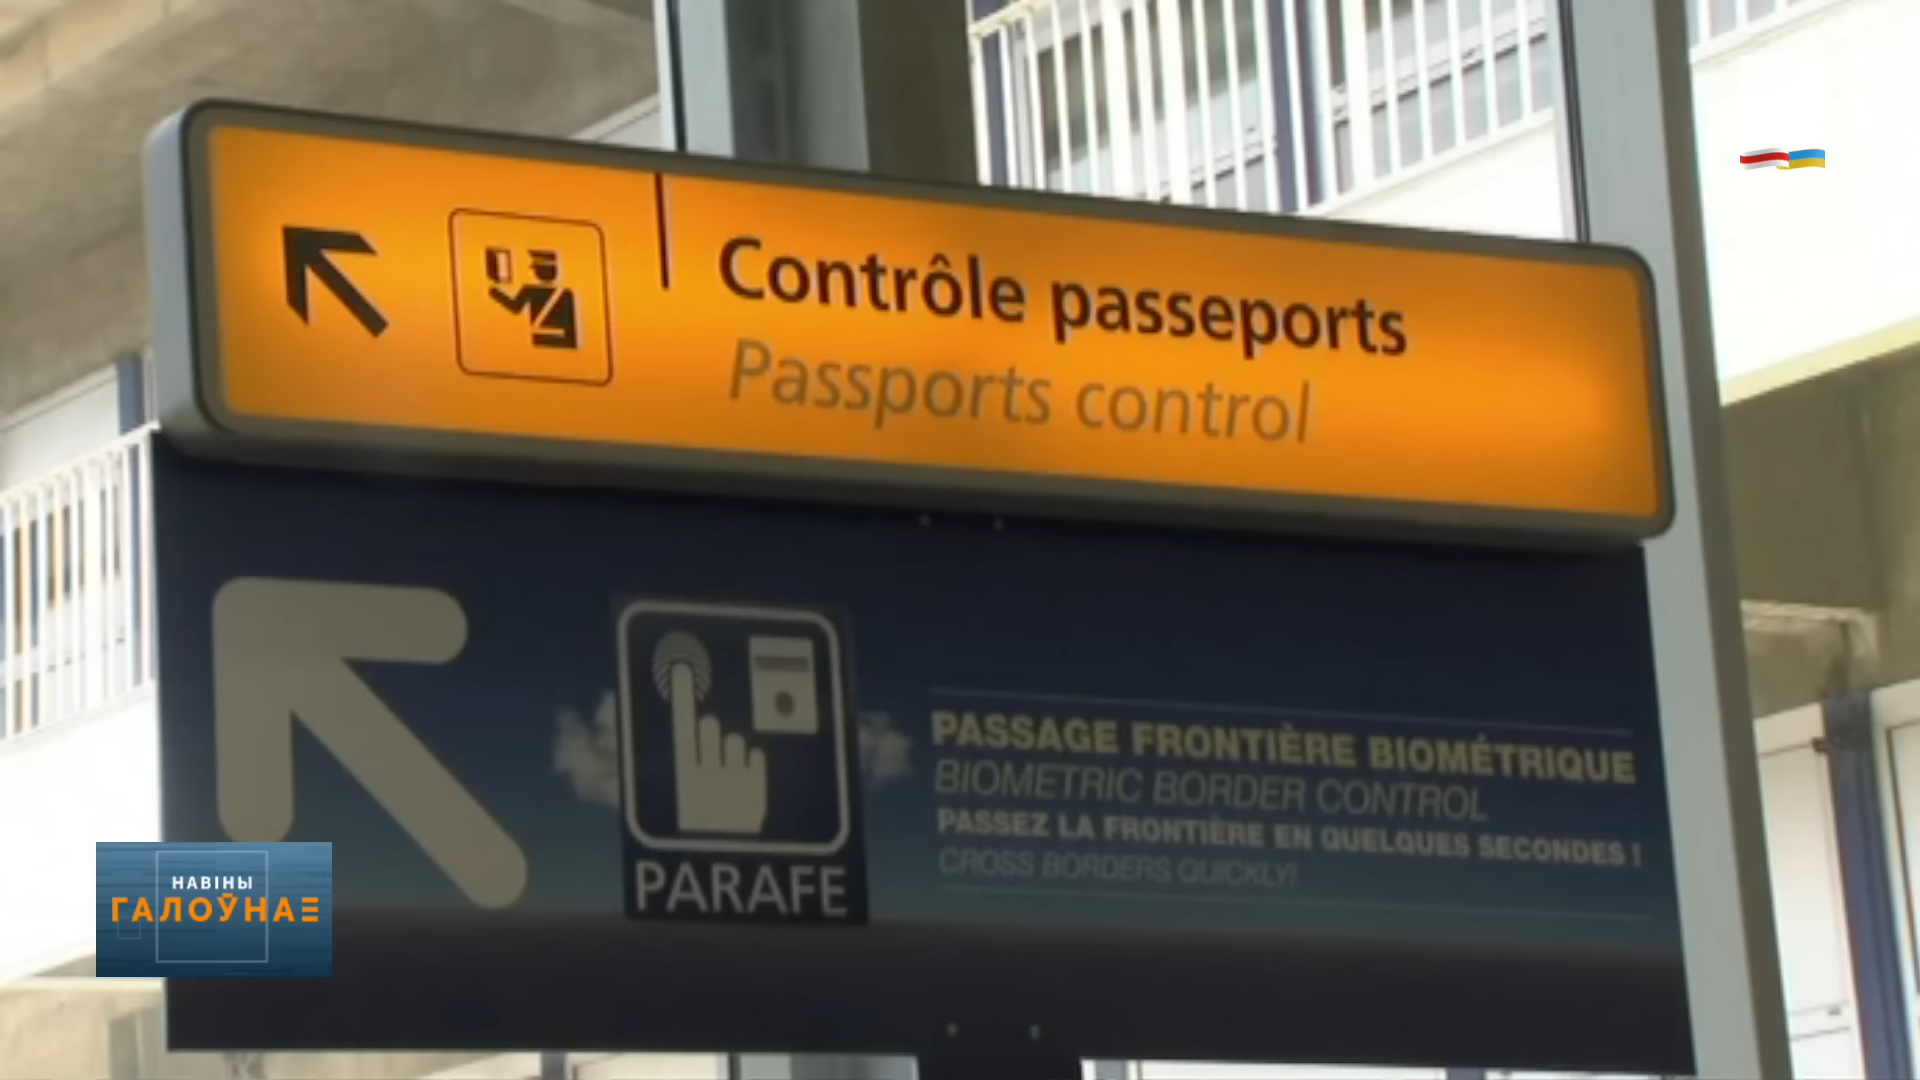 Contrôle passeports
Passports control
PASSAGE FRONTIÈRE BIOMÉTRIQUE
BIOMETRIC BORDER CONTROL
PASSEZ LA FRONTIÈRE EN QUELQUES SECONDES !
CROSS BORDERS QUICKLY!
PARAFE
НАВІНЫ
ГАЛОЎНАЕ